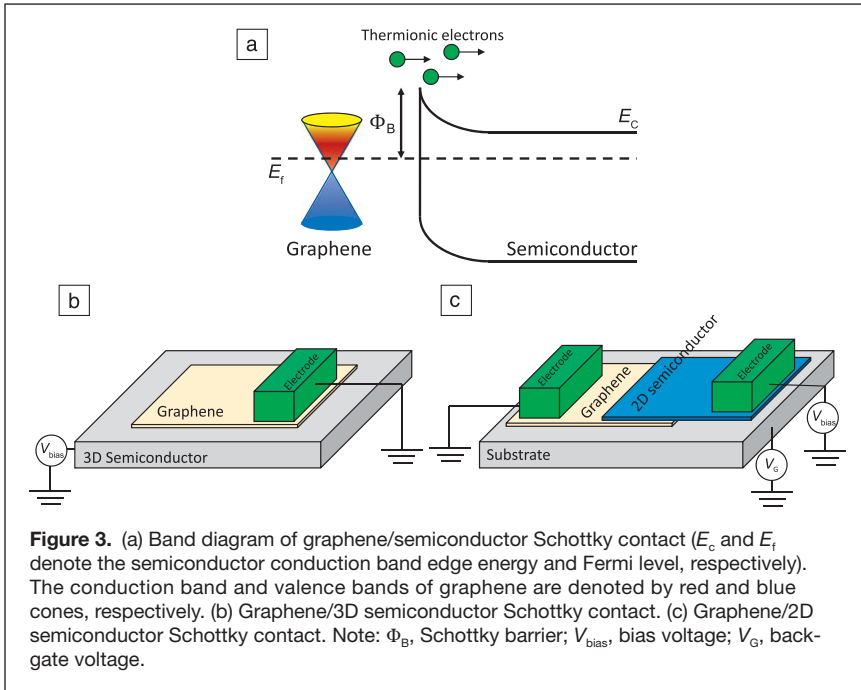 a
Thermionic electrons
Φ_B
E_C
E_f
Graphene
Semiconductor
b
Electrode
Graphene
V_bias
3D Semiconductor
c
Electrode
Graphene
2D semiconductor
Electrode
V_bias
Substrate
V_G
Figure 3. (a) Band diagram of graphene/semiconductor Schottky contact (E_c and E_f
denote the semiconductor conduction band edge energy and Fermi level, respectively).
The conduction band and valence bands of graphene are denoted by red and blue
cones, respectively. (b) Graphene/3D semiconductor Schottky contact. (c) Graphene/2D
semiconductor Schottky contact. Note: Φ_B, Schottky barrier; V_bias, bias voltage; V_G, back-
gate voltage.